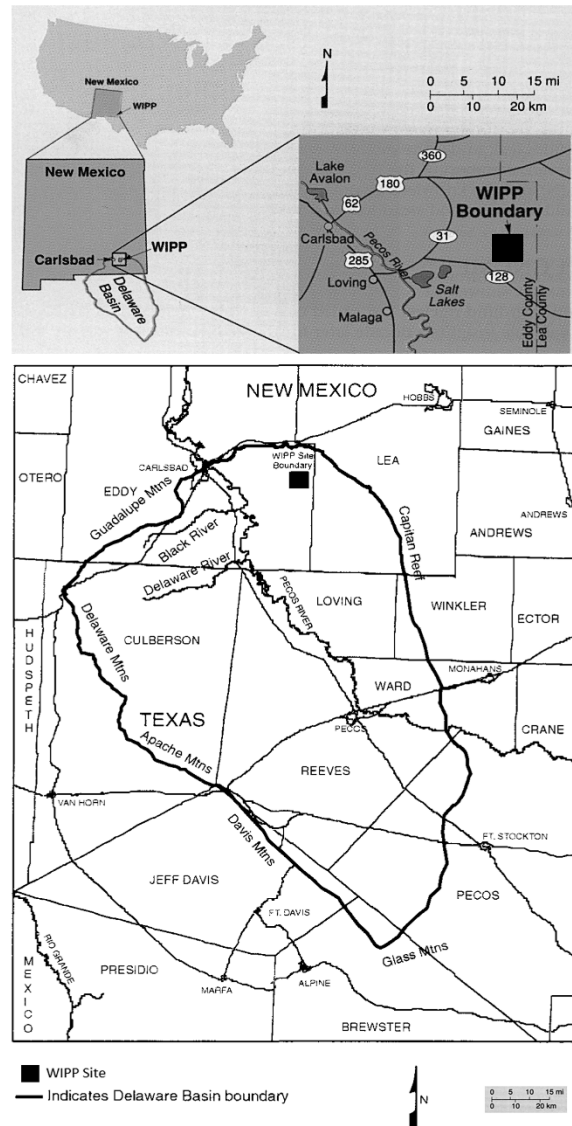 New Mexico
WIPP
New Mexico
Carlsbad
WIPP
Delaware
Basin
0 5 10 15 mi
0 10 20 km
360
Lake
Avalon
180
62
WIPP
Boundary
Carlsbad
Pecos River
31
285
128
Loving
Salt
Lakes
Malaga
Eddy County
Lea County
CHAVEZ
NEW MEXICO
HOBBS
SEMINOLE
GAINES
WIPP Site
Boundary
CARLSBAD
LEA
OTERO
EDDY
Guadalupe Mtns
ANDREWS
ANDREWS
Capitan Reef
Black River
Delaware River
PECOS RIVER
LOVING
WINKLER
ECTOR
Delaware Mtns
CULBERSON
HUDSPETH
MONAHANS
WARD
TEXAS
PECOS
CRANE
Apache Mtns
REEVES
VAN HORN
Davis Mtns
FT. STOCKTON
JEFF DAVIS
PECOS
FT. DAVIS
Glass Mtns
RIO GRANDE
PRESIDIO
MEXICO
MARFA
ALPINE
BREWSTER
WIPP Site
Indicates Delaware Basin boundary
N
0 5 10 15 mi
0 10 20 km